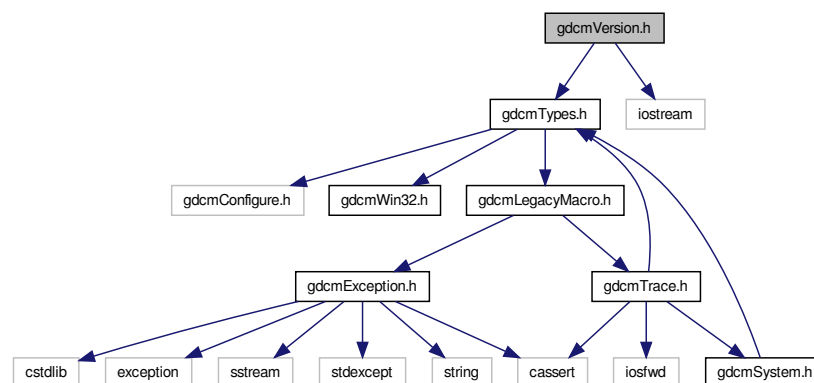 gdcmVersion.h
gdcmTypes.h
iostream
gdcmConfigure.h
gdcmWin32.h
gdcmLegacyMacro.h
gdcmException.h
gdcmTrace.h
cstdlib
exception
sstream
stdexcept
string
cassert
iosfwd
gdcmSystem.h